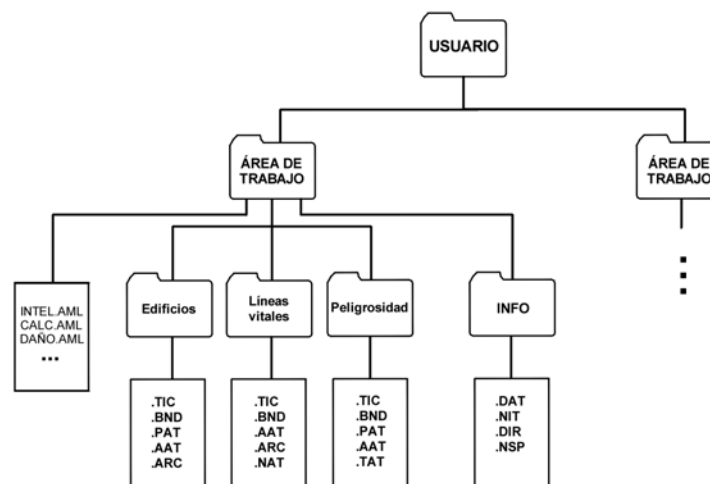 USUARIO
ÁREA DE
TRABAJO
ÁREA DE
TRABAJO
INTEL.AML
CALC.AML
DAÑO.AML
...
Edificios
Líneas
vitales
Peligrosidad
INFO
.TIC
.BND
.PAT
.AAT
.ARC
.TIC
.BND
.AAT
.ARC
.NAT
.TIC
.BND
.PAT
.AAT
.TAT
.DAT
.NIT
.DIR
.NSP